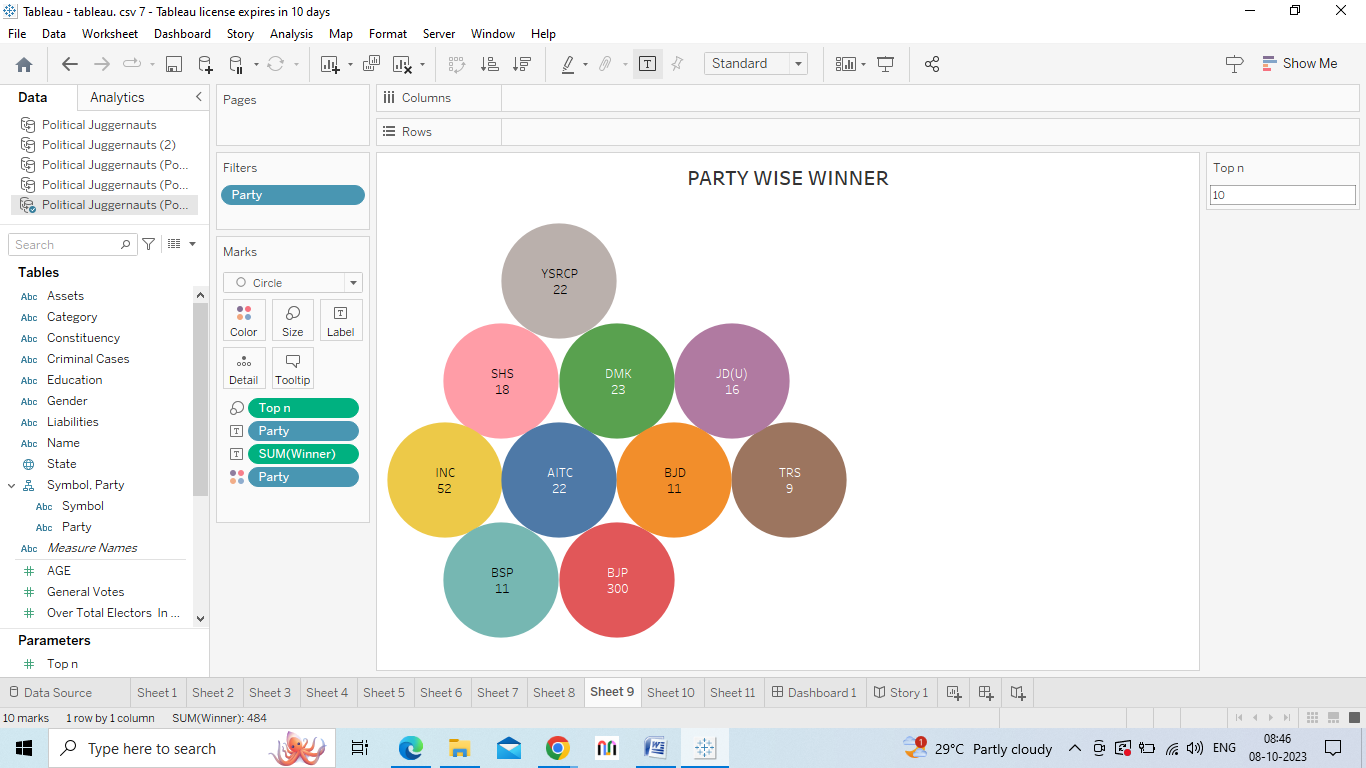 Tableau - tableau. csv 7 - Tableau license expires in 10 days
File Data Worksheet Dashboard Story Analysis Map Format Server Window Help
Standard
Show Me
Data Analytics
Political Juggernauts
Political Juggernauts (2)
Political Juggernauts (Po...
Political Juggernauts (Po...
Political Juggernauts (Po...
Search
Tables
Abc Assets
Abc Category
Abc Constituency
Abc Criminal Cases
Abc Education
Abc Gender
Abc Liabilities
Abc Name
State
Symbol, Party
Abc Symbol
Abc Party
Abc Measure Names
AGE
General Votes
Over Total Electors In ...
Parameters
Top n
Pages
Filters
Party
Marks
Circle
Color Size Label
Detail Tooltip
Top n
Party
SUM(Winner)
Party
Columns
Rows
PARTY WISE WINNER
YSRCP
22
SHS
18
DMK
23
JD(U)
16
INC
52
AITC
22
BJD
11
TRS
9
BSP
11
BJP
300
Top n
10
Data Source Sheet 1 Sheet 2 Sheet 3 Sheet 4 Sheet 5 Sheet 6 Sheet 7 Sheet 8 Sheet 9 Sheet 10 Sheet 11 Dashboard 1 Story 1
10 marks 1 row by 1 column SUM(Winner): 484
Type here to search
1
29°C Partly cloudy
ENG
08:46
08-10-2023